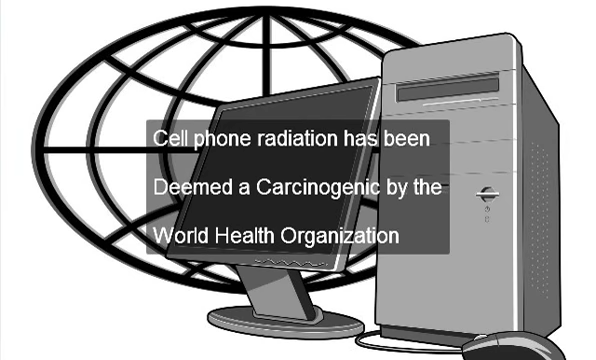 Cell phone radiation has been
Deemed a Carcinogenic by the
World Health Organization